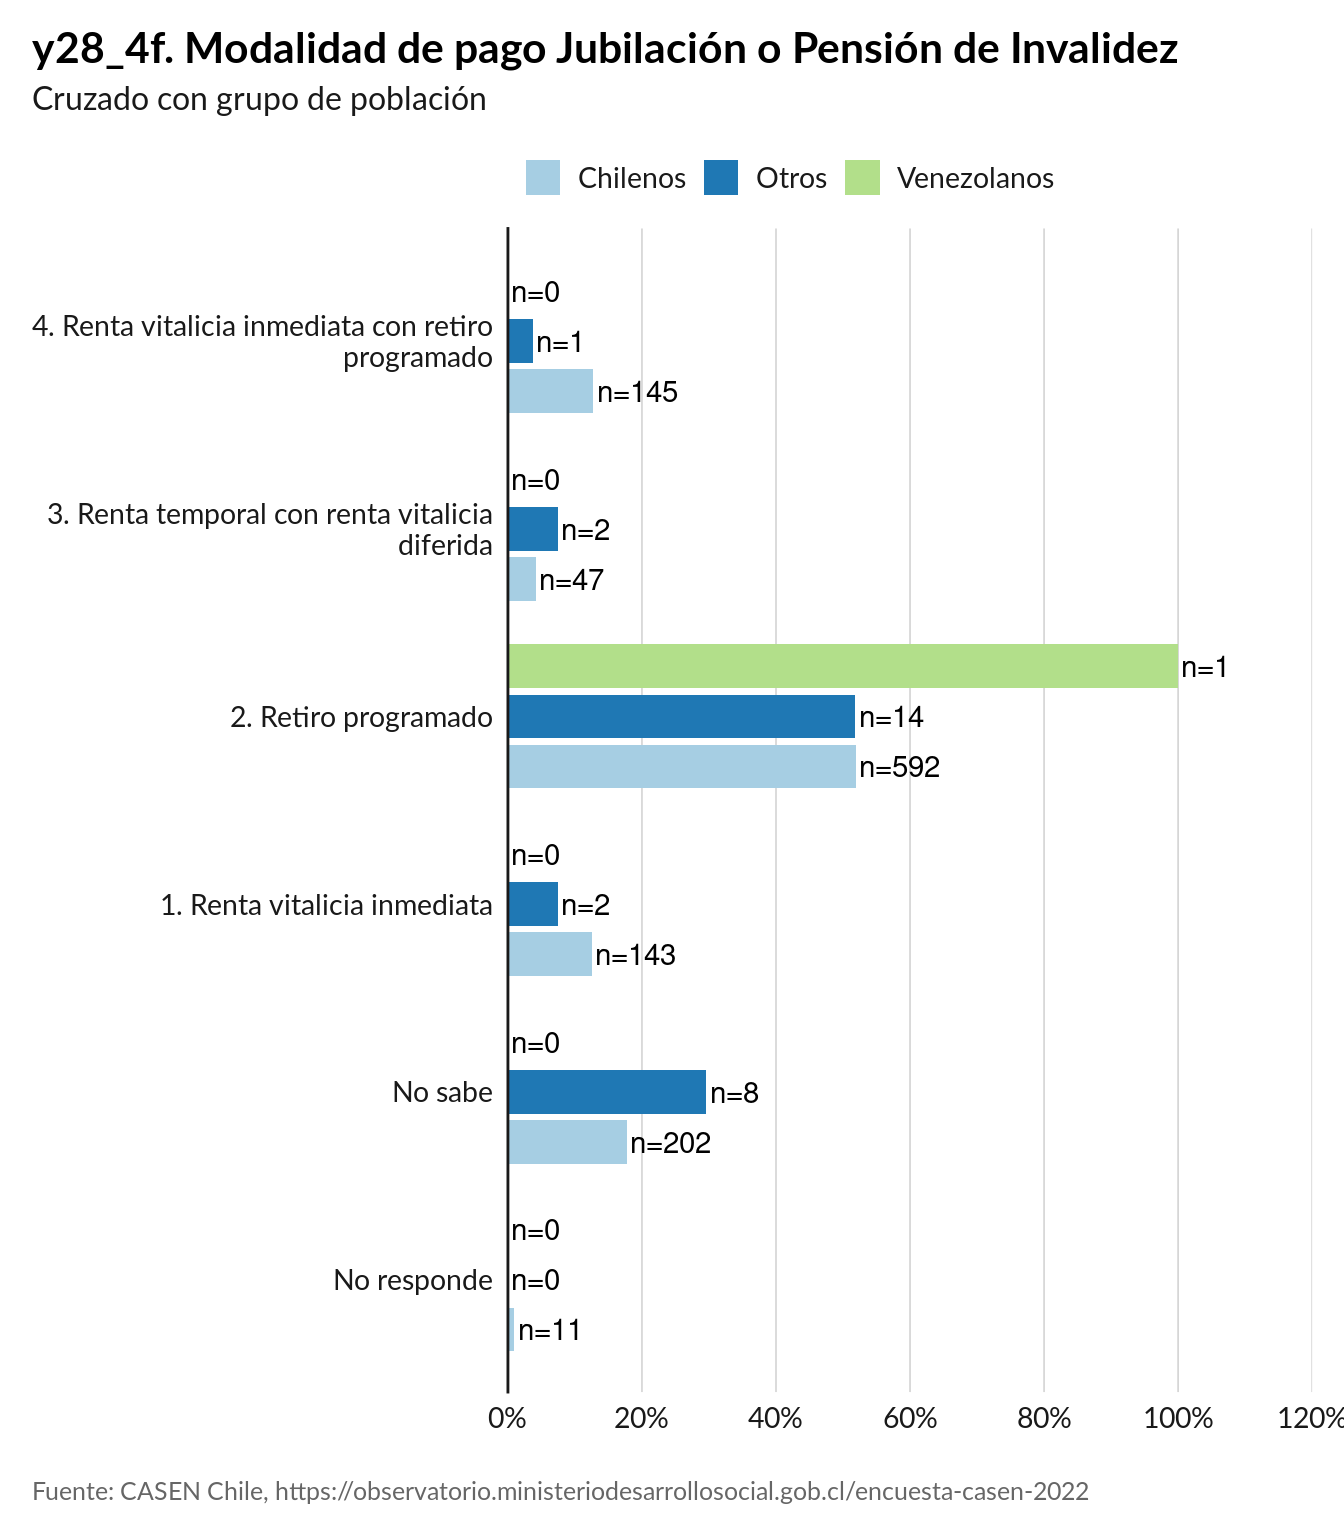 y28_4f. Modalidad de pago Jubilación o Pensión de Invalidez
Cruzado con grupo de población
Chilenos Otros Venezolanos
n=0
4. Renta vitalicia inmediata con retiro
programado
n=1
n=145
n=0
3. Renta temporal con renta vitalicia
diferida
n=2
n=47
n=1
2. Retiro programado
n=14
n=592
n=0
1. Renta vitalicia inmediata
n=2
n=143
n=0
No sabe
n=8
n=202
n=0
No responde
n=0
n=11
0% 20% 40% 60% 80% 100% 120%
Fuente: CASEN Chile, https://observatorio.ministeriodesarrollosocial.gob.cl/encuesta-casen-2022